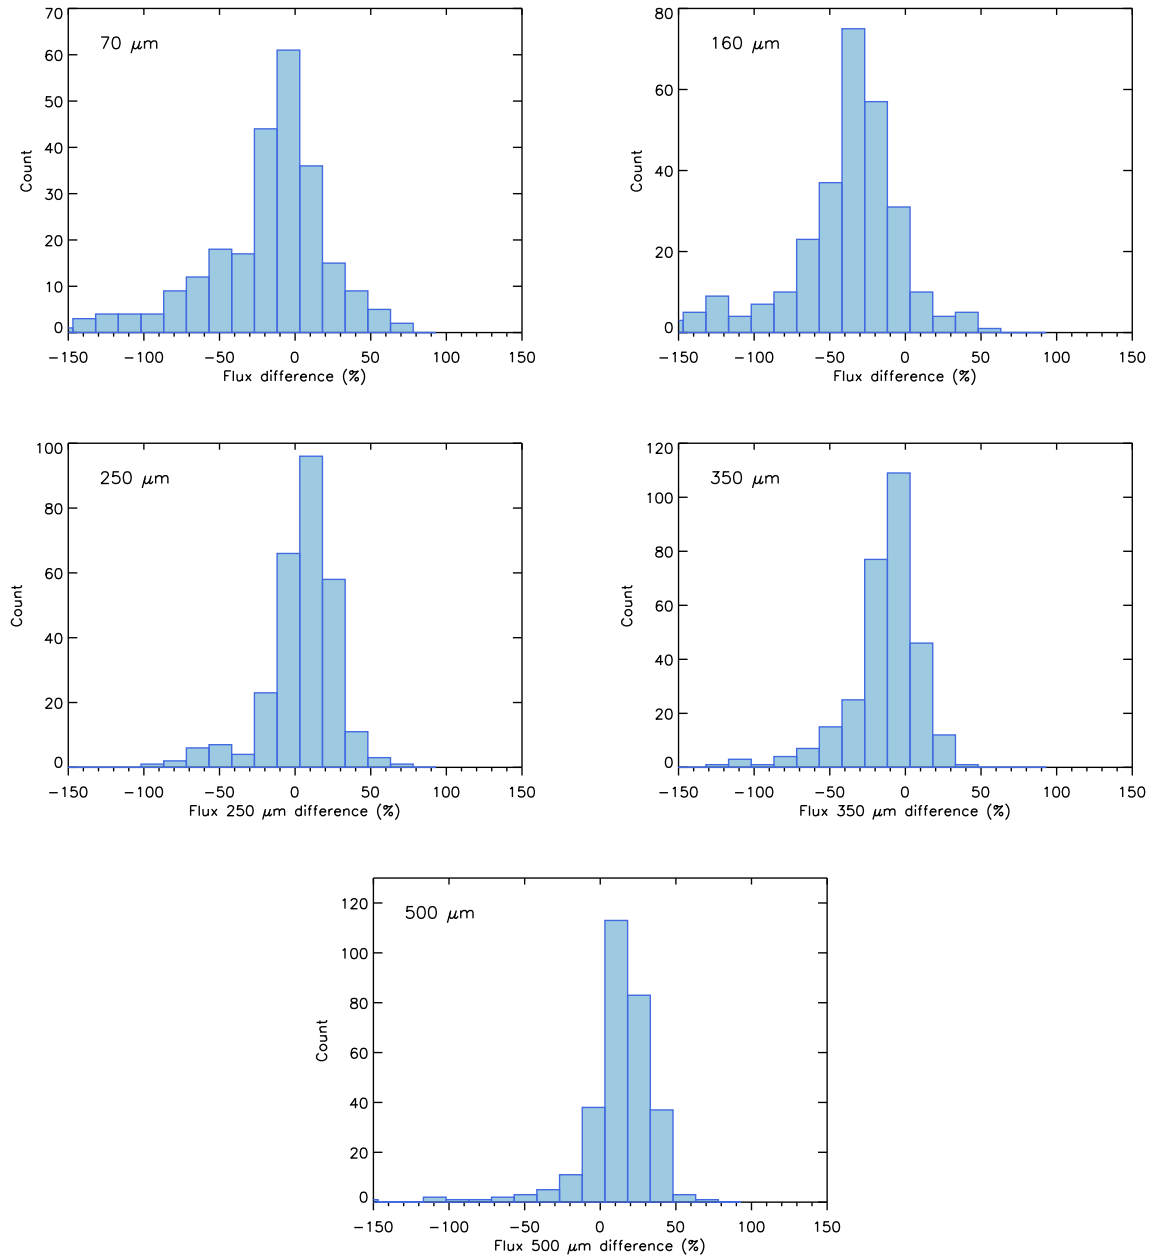 70 μm
70
60
50
40
30
20
10
0
Count
−150 −100 −50 0 50 100 150
Flux difference (%)
160 μm
80
60
40
20
0
Count
−150 −100 −50 0 50 100 150
Flux difference (%)
250 μm
100
80
60
40
20
0
Count
−150 −100 −50 0 50 100 150
Flux 250 μm difference (%)
350 μm
120
100
80
60
40
20
0
Count
−150 −100 −50 0 50 100 150
Flux 350 μm difference (%)
500 μm
120
100
80
60
40
20
0
Count
−150 −100 −50 0 50 100 150
Flux 500 μm difference (%)